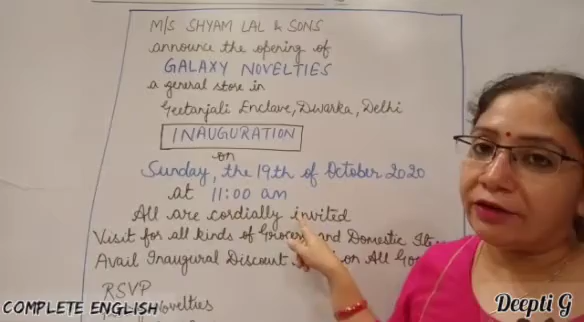 M/S SHYAM LAL & SONS
announce the opening of
GALAXY NOVELTIES
a general store in
Geetanjali Enclave, Dwarka, Delhi
INAUGURATION
on
Sunday, the 19th of October 2020
at 11:00 am
All are cordially invited
Visit for all kinds of Grocery and Domestic
Avail Inaugural Discount on All
RSVP
Novelties
COMPLETE ENGLISH
Deepti G